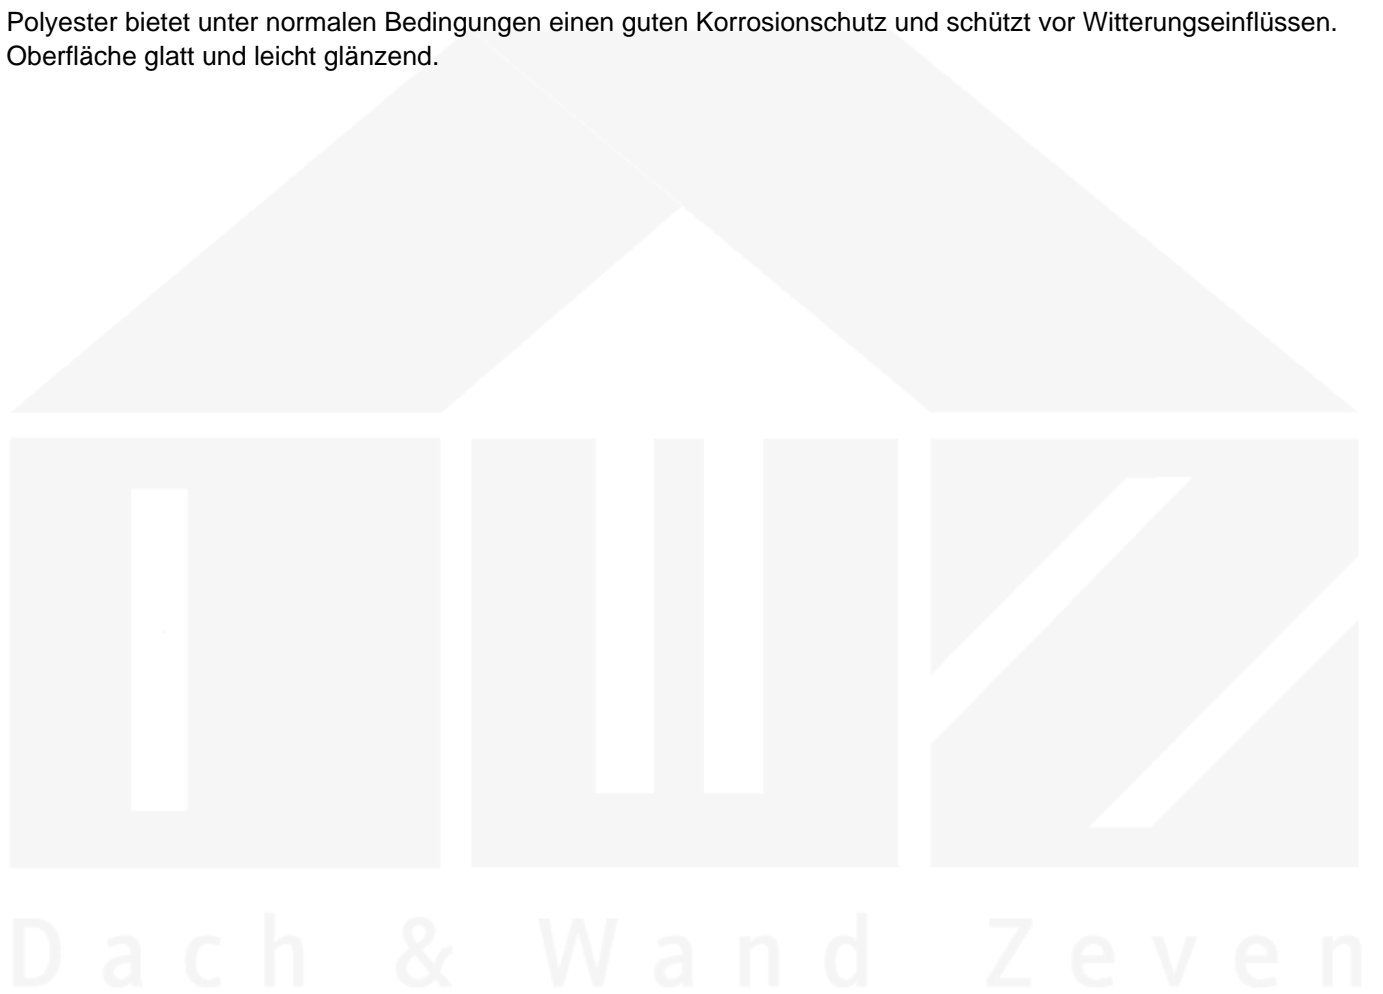 Polyester bietet unter normalen Bedingungen einen guten Korrosionschutz und schützt vor Witterungseinflüssen.
Oberfläche glatt und leicht glänzend.
Dach & Wand Zeven